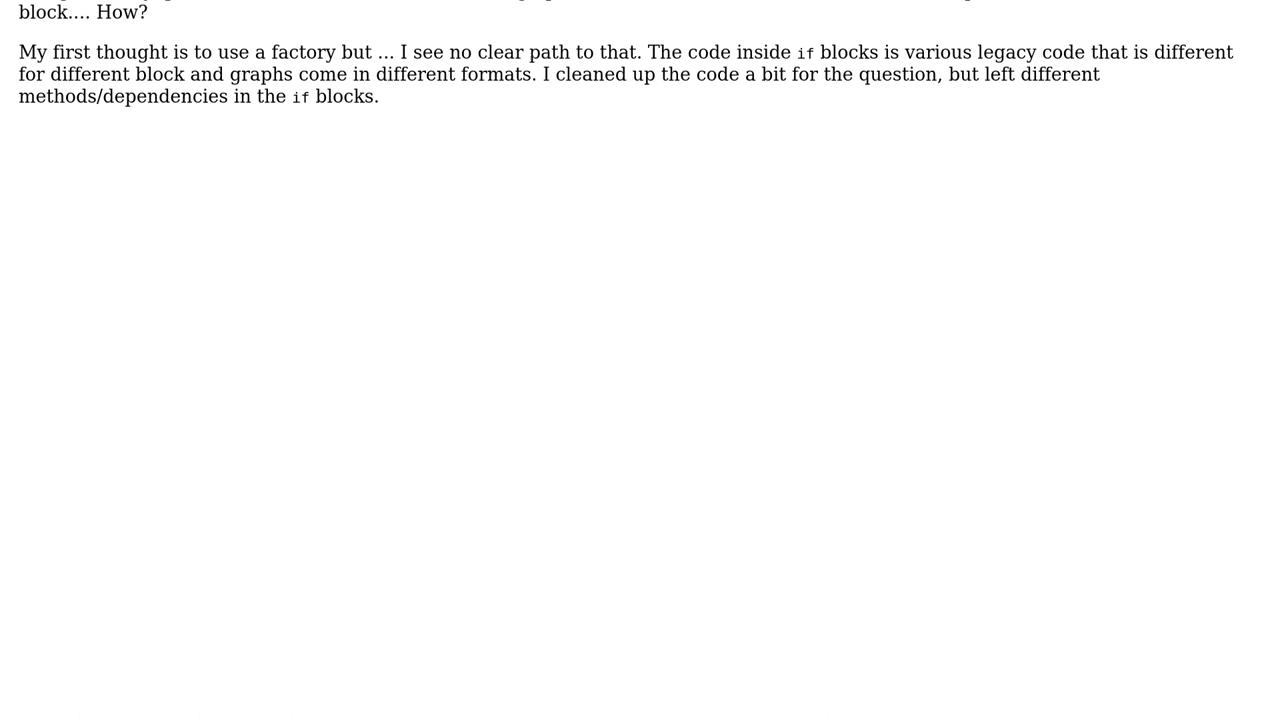 block.... How?
My first thought is to use a factory but ... I see no clear path to that. The code inside if blocks is various legacy code that is different
for different block and graphs come in different formats. I cleaned up the code a bit for the question, but left different
methods/dependencies in the if blocks.